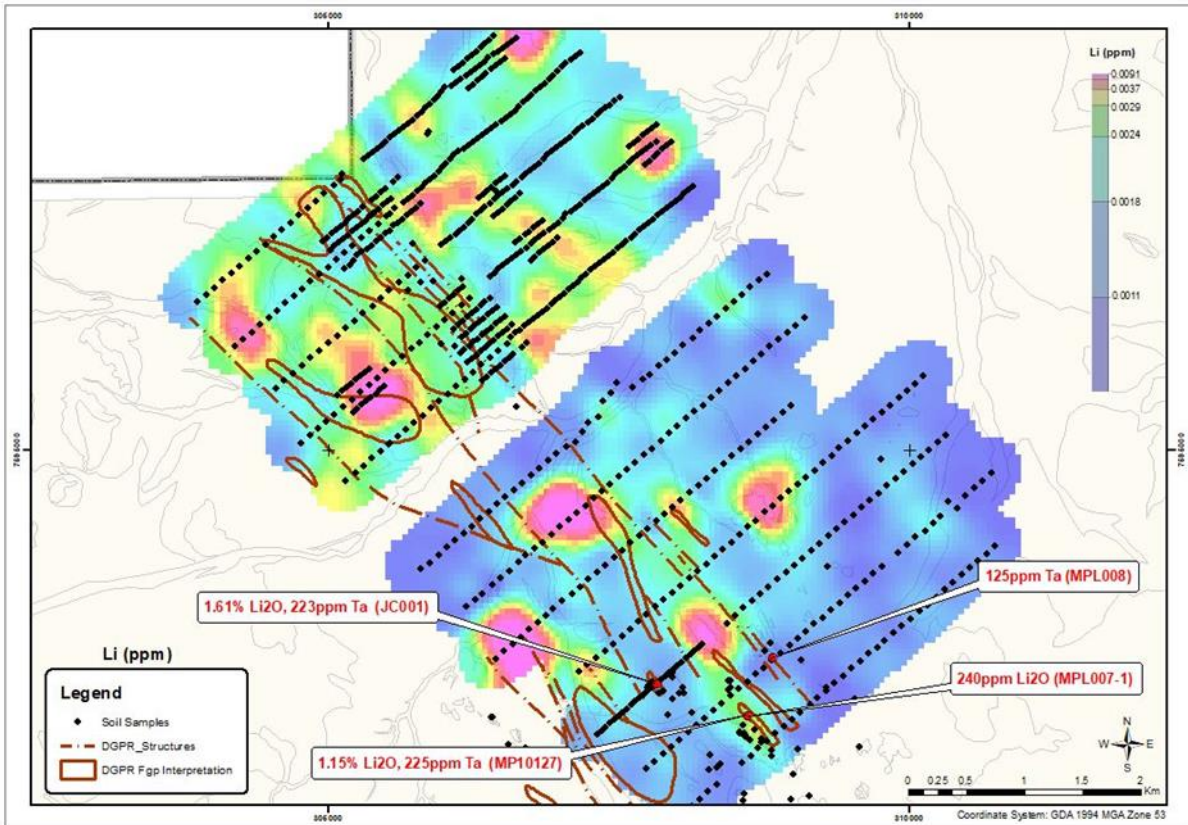 305000
310000
Li (ppm)
0.0091
0.0037
0.0029
0.0024
0.0018
0.0011
125ppm Ta (MPL008)
1.61% Li2O, 223ppm Ta (JC001)
240ppm Li2O (MPL007-1)
1.15% Li2O, 225ppm Ta (MP10127)
Li (ppm)
Legend
Soil Samples
DGPR_Structures
DGPR Fgp Interpretation
N
W E
S
0 0.25 0.5 1 1.5 2
Km
305000
310000
Coordinate System: GDA 1994 MGA Zone 53